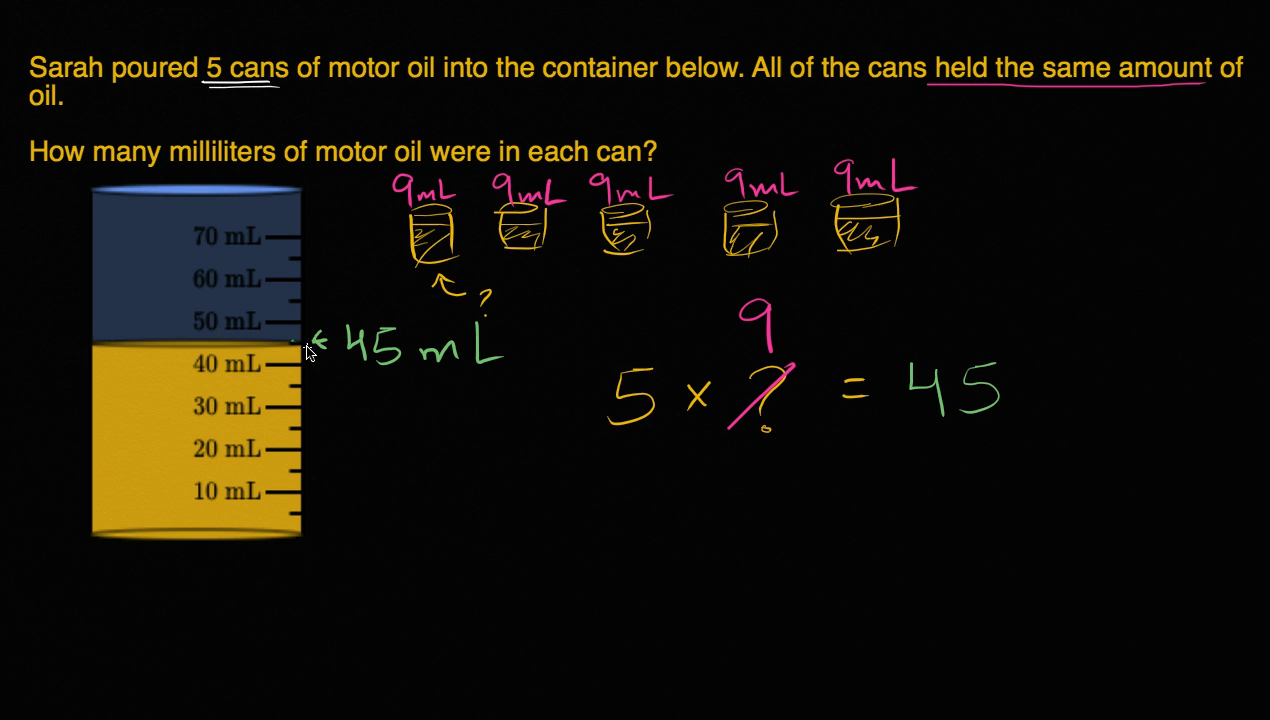 Sarah poured 5 cans of motor oil into the container below. All of the cans held the same amount of
oil.
How many milliliters of motor oil were in each can?
9mL 9mL 9mL 9mL 9mL
70 mL
60 mL
?
50 mL
45 mL
40 mL
9
5 x ? = 45
30 mL
20 mL
10 mL